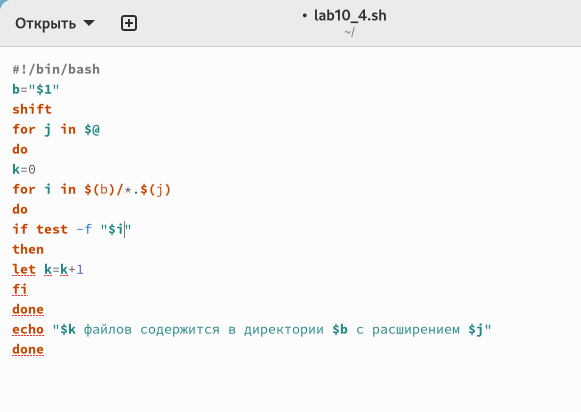 Открыть
• lab10_4.sh
~/
#!/bin/bash
b="$1"
shift
for j in $@
do
k=0
for i in $(b)/*.$(j)
do
if test -f "$i"
then
let k=k+1
fi
done
echo "$k файлов содержится в директории $b с расширением $j"
done